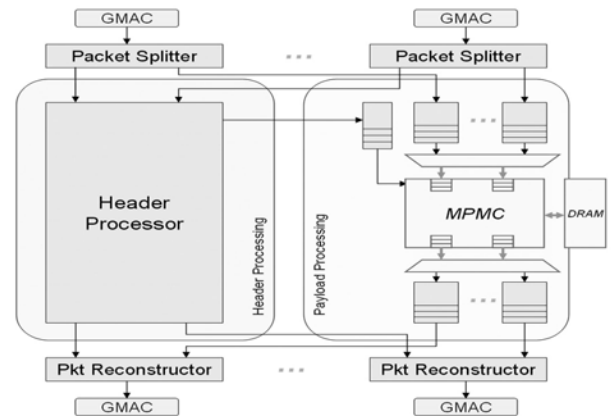 GMAC
GMAC
Packet Splitter
Packet Splitter
Header
Processor
Header Processing
Payload Processing
MPMC
DRAM
Pkt Reconstructor
Pkt Reconstructor
GMAC
GMAC